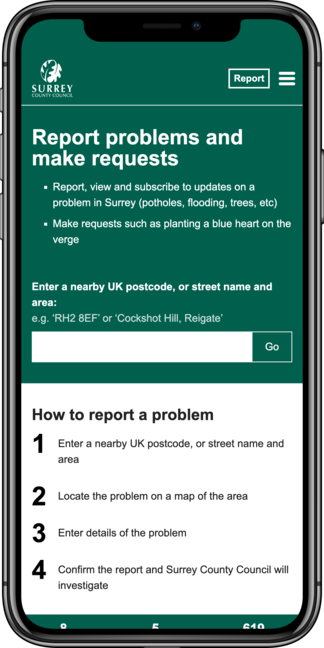 SURREY
COUNTY COUNCIL
Report
Report problems and
make requests
Report, view and subscribe to updates on a
problem in Surrey (potholes, flooding, trees, etc)
Make requests such as planting a blue heart on the
verge
Enter a nearby UK postcode, or street name and
area:
e.g. ‘RH2 8EF’ or ‘Cockshot Hill, Reigate’
Go
How to report a problem
1 Enter a nearby UK postcode, or street name and
area
2 Locate the problem on a map of the area
3 Enter details of the problem
4 Confirm the report and Surrey County Council will
investigate